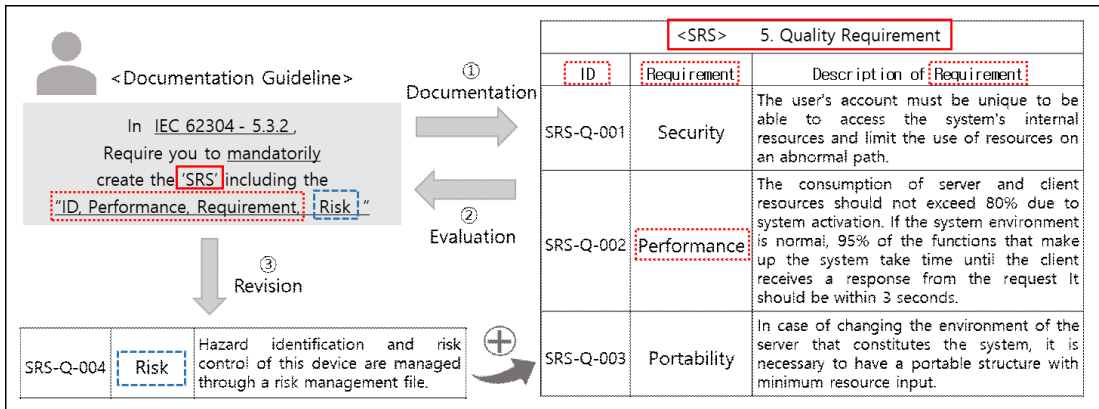 <Documentation Guideline>
In IEC 62304 - 5.3.2,
Require you to mandatorily
create the 'SRS' including the
"ID, Performance, Requirement, Risk "
①
Documentation
②
Evaluation
③
Revision
SRS-Q-004 Risk
Hazard identification and risk
control of this device are managed
through a risk management file.
<SRS> 5. Quality Requirement
ID Requirement Description of Requirement
SRS-Q-001 Security
The user's account must be unique to be
able to access the system's internal
resources and limit the use of resources on
an abnormal path.
SRS-Q-002 Performance
The consumption of server and client
resources should not exceed 80% due to
system activation. If the system environment
is normal, 95% of the functions that make
up the system take time until the client
receives a response from the request It
should be within 3 seconds.
SRS-Q-003 Portability
In case of changing the environment of the
server that constitutes the system, it is
necessary to have a portable structure with
minimum resource input.